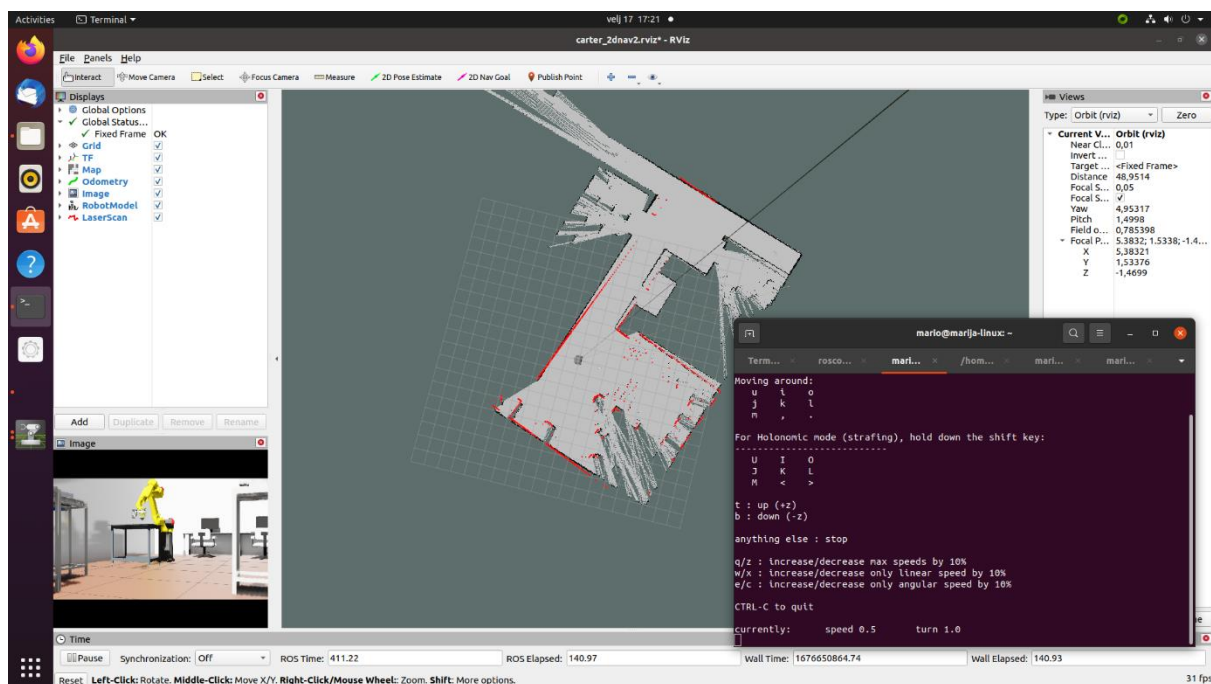 Activities Terminal velj 17 17:21
carter_2dnav2.rviz* - RViz
File Panels Help
Interact Move Camera Select Focus Camera Measure 2D Pose Estimate 2D Nav Goal Publish Point
Displays
Global Options
Global Status...
Fixed Frame OK
Grid
TF
Map
Odometry
Image
RobotModel
LaserScan
Add Duplicate Remove Rename
Image
Views
Type: Orbit (rviz) Zero
Current V... Orbit (rviz)
Near Cl... 0,01
Invert ...
Target ... <Fixed Frame>
Distance 48,9514
Focal S... 0,05
Focal S...
Yaw 4,95317
Pitch 1,4998
Field o... 0,785398
Focal P... 5.3832; 1.5338; -1.4...
X 5,38321
Y 1,53376
Z -1,4699
mario@marija-linux: ~
Term... rosco... mari... /hom... mari... mari...
Moving around:
u i o
j k l
m , .
For Holonomic mode (strafing), hold down the shift key:
---------------------------
U I O
J K L
M < >
t : up (+z)
b : down (-z)
anything else : stop
q/z : increase/decrease max speeds by 10%
w/x : increase/decrease only linear speed by 10%
e/c : increase/decrease only angular speed by 10%
CTRL-C to quit
currently: speed 0.5 turn 1.0
Time
Pause Synchronization: Off ROS Time: 411.22 ROS Elapsed: 140.97 Wall Time: 1676650864.74 Wall Elapsed: 140.93
Reset Left-Click: Rotate. Middle-Click: Move X/Y. Right-Click/Mouse Wheel:: Zoom. Shift: More options. 31 fps